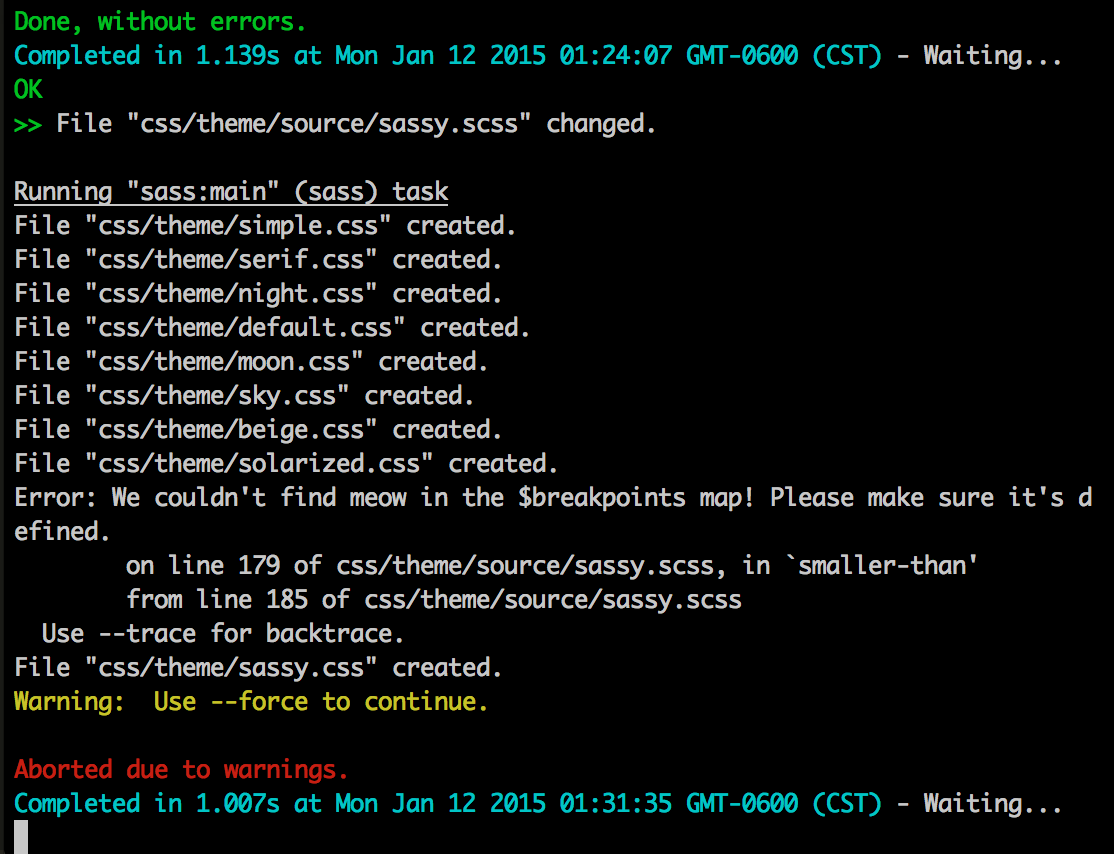 Done, without errors.
Completed in 1.139s at Mon Jan 12 2015 01:24:07 GMT-0600 (CST) - Waiting...
OK
>> File "css/theme/source/sassy.scss" changed.
Running "sass:main" (sass) task
File "css/theme/simple.css" created.
File "css/theme/serif.css" created.
File "css/theme/night.css" created.
File "css/theme/default.css" created.
File "css/theme/moon.css" created.
File "css/theme/sky.css" created.
File "css/theme/beige.css" created.
File "css/theme/solarized.css" created.
Error: We couldn't find meow in the $breakpoints map! Please make sure it's d
efined.
on line 179 of css/theme/source/sassy.scss, in `smaller-than'
from line 185 of css/theme/source/sassy.scss
Use --trace for backtrace.
File "css/theme/sassy.css" created.
Warning:  Use --force to continue.
Aborted due to warnings.
Completed in 1.007s at Mon Jan 12 2015 01:31:35 GMT-0600 (CST) - Waiting...